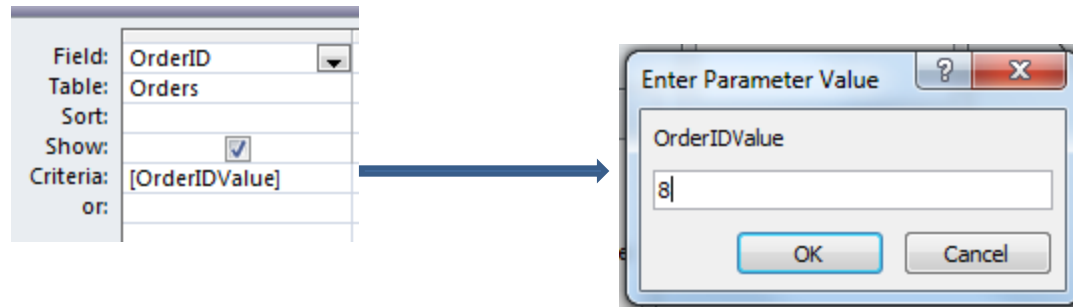 Field: OrderID
Table: Orders
Sort:
Show:
Criteria: [OrderIDValue]
or:
Enter Parameter Value
OrderIDValue
8
OK Cancel